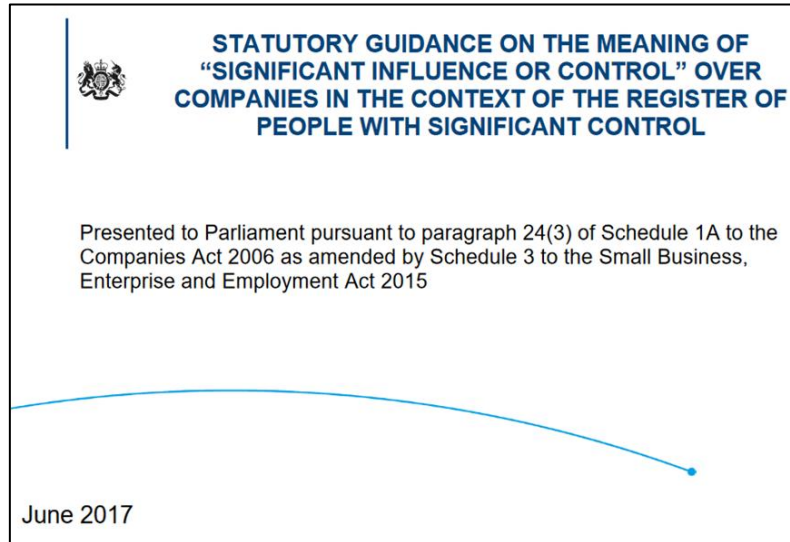 STATUTORY GUIDANCE ON THE MEANING OF
“SIGNIFICANT INFLUENCE OR CONTROL” OVER
COMPANIES IN THE CONTEXT OF THE REGISTER OF
PEOPLE WITH SIGNIFICANT CONTROL
Presented to Parliament pursuant to paragraph 24(3) of Schedule 1A to the
Companies Act 2006 as amended by Schedule 3 to the Small Business,
Enterprise and Employment Act 2015
June 2017